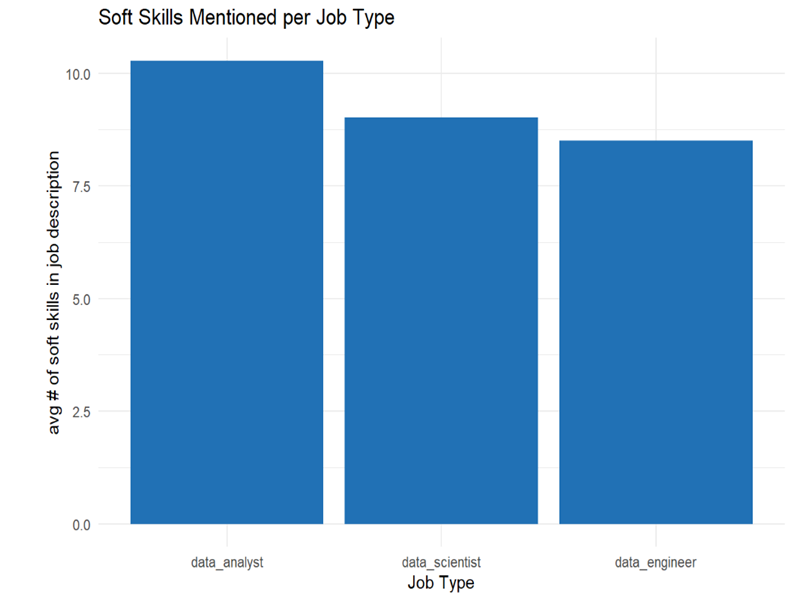 Soft Skills Mentioned per Job Type
avg # of soft skills in job description
10.0
7.5
5.0
2.5
0.0
data_analyst
data_scientist
data_engineer
Job Type